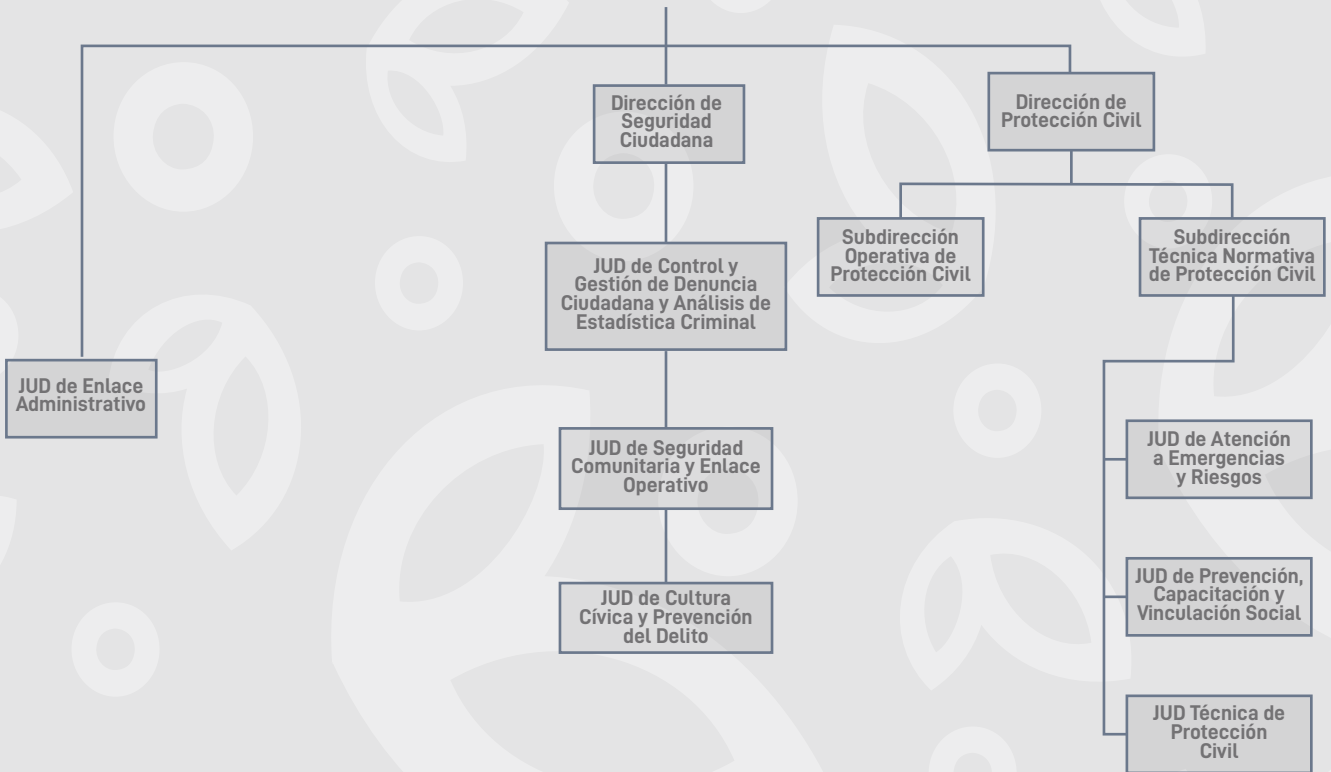 Dirección de
Seguridad
Ciudadana
Dirección de
Protección Civil
Subdirección
Operativa de
Protección Civil
Subdirección
Técnica Normativa
de Protección Civil
JUD de Control y
Gestión de Denuncia
Ciudadana y Análisis de
Estadística Criminal
JUD de Enlace
Administrativo
JUD de Seguridad
Comunitaria y Enlace
Operativo
JUD de Atención
a Emergencias
y Riesgos
JUD de Cultura
Cívica y Prevención
del Delito
JUD de Prevención,
Capacitación y
Vinculación Social
JUD Técnica de
Protección
Civil